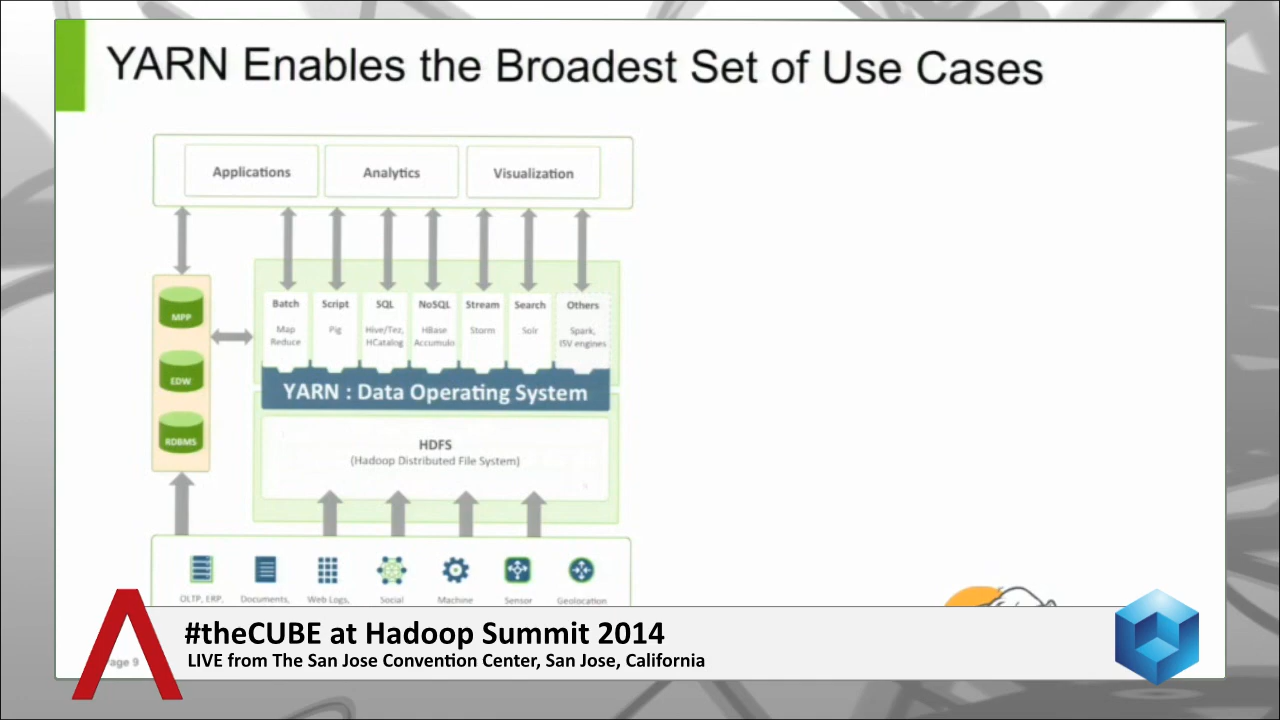 YARN Enables the Broadest Set of Use Cases
Applications
Analytics
Visualization
MPP
EDW
RDBMS
Batch
Map
Reduce
Script
Pig
SQL
Hive/Tez,
HCatalog
NoSQL
HBase
Accumulo
Stream
Storm
Search
Solr
Others
Spark,
ISV engines
YARN : Data Operating System
HDFS
(Hadoop Distributed File System)
OLTP, ERP,
Documents,
Web Logs,
Social
Machine
Sensor
Geolocation
#theCUBE at Hadoop Summit 2014
LIVE from The San Jose Convention Center, San Jose, California
age 9